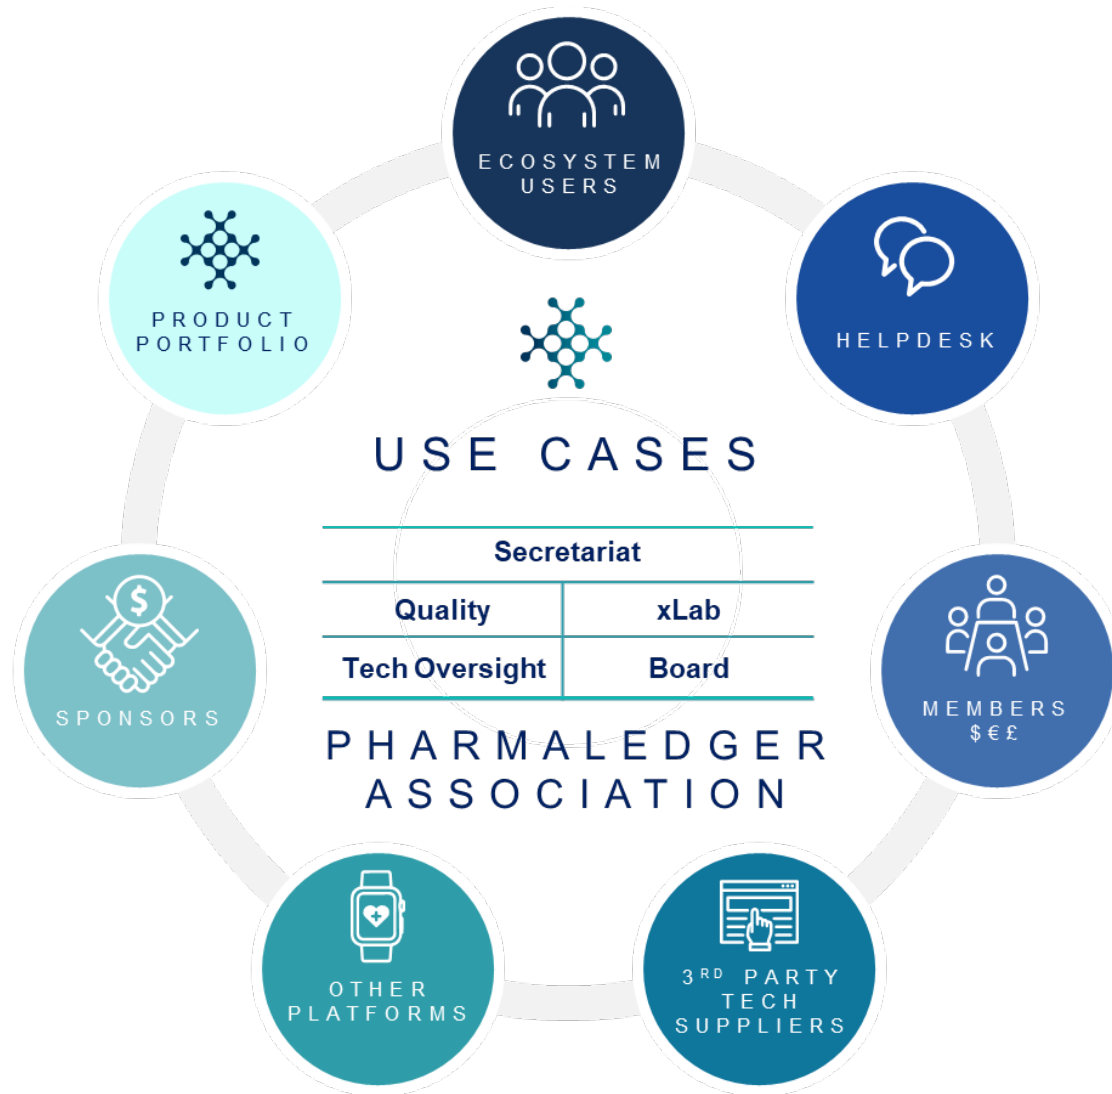 ECOSYSTEM
USERS
HELPDESK
MEMBERS
$€£
3RD PARTY
TECH
SUPPLIERS
OTHER
PLATFORMS
$
SPONSORS
PRODUCT
PORTFOLIO
USE CASES
Secretariat
Quality xLab
Tech Oversight Board
PHARMALEDGER
ASSOCIATION